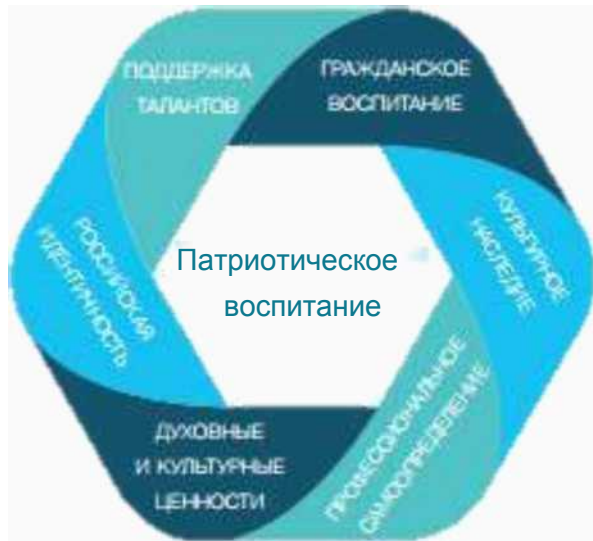 ПОДДЕРЖКА
ТАЛАНТОВ
ГРАЖДАНСКОЕ
ВОСПИТАНИЕ
КУЛЬТУРНОЕ
НАСЛЕДИЕ
РОССИЙСКАЯ
ИДЕНТИЧНОСТЬ
Патриотическое
воспитание
ПРОФЕССИОНАЛЬНОЕ
САМООПРЕДЕЛЕНИЕ
ДУХОВНЫЕ
И КУЛЬТУРНЫЕ
ЦЕННОСТИ